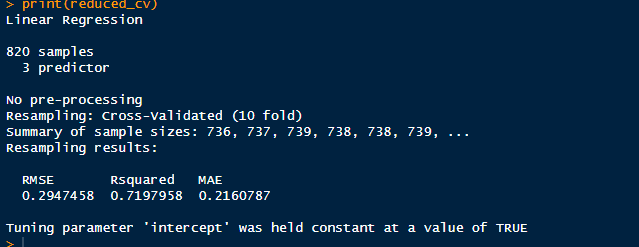 > print(reduced_cv)
Linear Regression
820 samples
3 predictor
No pre-processing
Resampling: Cross-Validated (10 fold)
Summary of sample sizes: 736, 737, 739, 738, 738, 739, ...
Resampling results:
RMSE Rsquared MAE
0.2947458 0.7197958 0.2160787
Tuning parameter 'intercept' was held constant at a value of TRUE
>